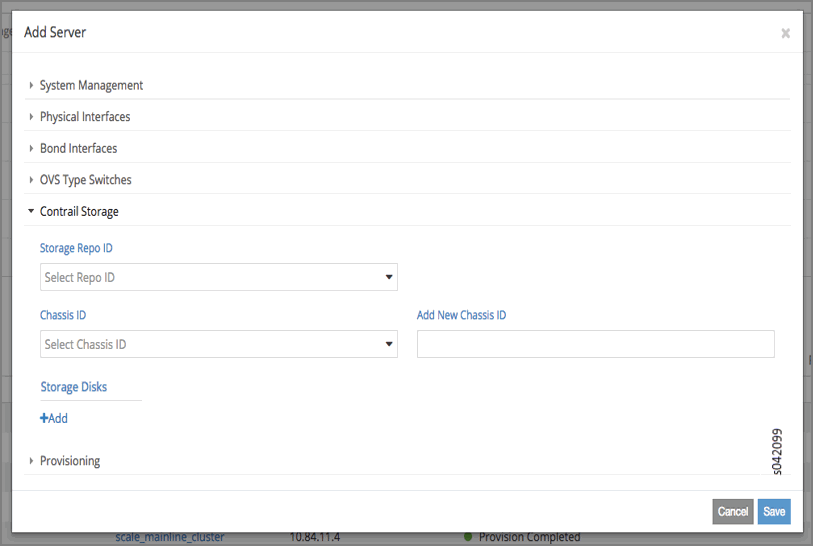 Add Server
×
System Management
Physical Interfaces
Bond Interfaces
OVS Type Switches
Contrail Storage
Storage Repo ID
Select Repo ID
Chassis ID
Add New Chassis ID
Select Chassis ID
Storage Disks
+Add
s042099
Provisioning
Cancel
Save
scale_mainline_cluster
10.84.11.4
Provision Completed